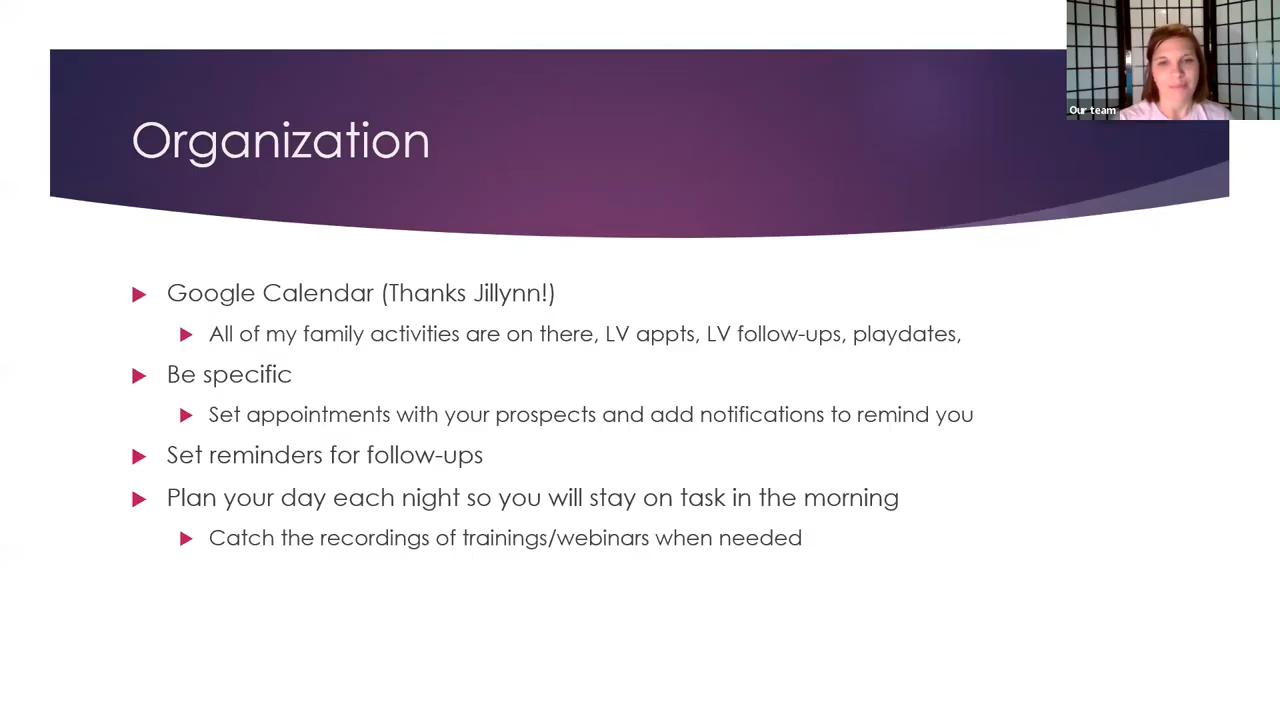 Our team
Organization
Google Calendar (Thanks Jillynn!)
All of my family activities are on there, LV appts, LV follow-ups, playdates,
Be specific
Set appointments with your prospects and add notifications to remind you
Set reminders for follow-ups
Plan your day each night so you will stay on task in the morning
Catch the recordings of trainings/webinars when needed